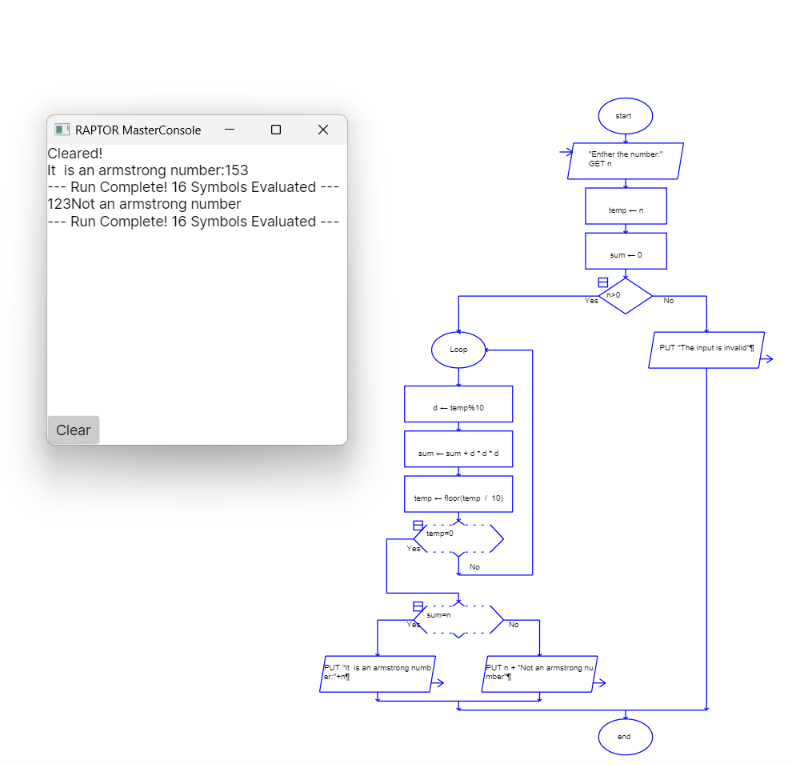 RAPTOR MasterConsole
Cleared!
It  is an armstrong number:153
--- Run Complete! 16 Symbols Evaluated ---
123Not an armstrong number
--- Run Complete! 16 Symbols Evaluated ---
Clear
start
"Enther the number:"
GET n
temp ← n
sum ← 0
n>0
Yes
No
Loop
PUT "The input is invalid"¶
d ← temp%10
sum ← sum + d * d * d
temp ← floor(temp  /  10)
temp=0
Yes
No
sum=n
Yes
No
PUT "It  is an armstrong numb
er:"+n¶
PUT n + "Not an armstrong nu
mber"¶
end